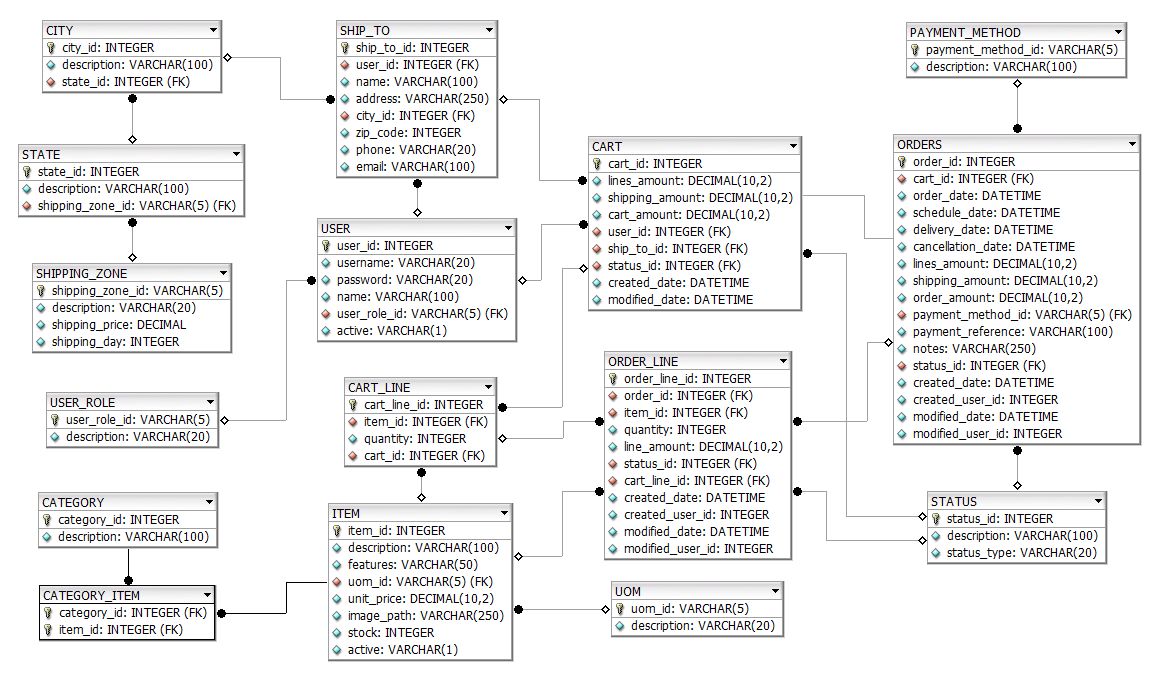 CITY
city_id: INTEGER
description: VARCHAR(100)
state_id: INTEGER (FK)
STATE
state_id: INTEGER
description: VARCHAR(100)
shipping_zone_id: VARCHAR(5) (FK)
SHIPPING_ZONE
shipping_zone_id: VARCHAR(5)
description: VARCHAR(20)
shipping_price: DECIMAL
shipping_day: INTEGER
USER_ROLE
user_role_id: VARCHAR(5)
description: VARCHAR(20)
CATEGORY
category_id: INTEGER
description: VARCHAR(100)
CATEGORY_ITEM
category_id: INTEGER (FK)
item_id: INTEGER (FK)
SHIP_TO
ship_to_id: INTEGER
user_id: INTEGER (FK)
name: VARCHAR(100)
address: VARCHAR(250)
city_id: INTEGER (FK)
zip_code: INTEGER
phone: VARCHAR(20)
email: VARCHAR(100)
USER
user_id: INTEGER
username: VARCHAR(20)
password: VARCHAR(20)
name: VARCHAR(100)
user_role_id: VARCHAR(5) (FK)
active: VARCHAR(1)
CART_LINE
cart_line_id: INTEGER
item_id: INTEGER (FK)
quantity: INTEGER
cart_id: INTEGER (FK)
ITEM
item_id: INTEGER
description: VARCHAR(100)
features: VARCHAR(50)
uom_id: VARCHAR(5) (FK)
unit_price: DECIMAL(10,2)
image_path: VARCHAR(250)
stock: INTEGER
active: VARCHAR(1)
CART
cart_id: INTEGER
lines_amount: DECIMAL(10,2)
shipping_amount: DECIMAL(10,2)
cart_amount: DECIMAL(10,2)
user_id: INTEGER (FK)
ship_to_id: INTEGER (FK)
status_id: INTEGER (FK)
created_date: DATETIME
modified_date: DATETIME
ORDER_LINE
order_line_id: INTEGER
order_id: INTEGER (FK)
item_id: INTEGER (FK)
quantity: INTEGER
line_amount: DECIMAL(10,2)
status_id: INTEGER (FK)
cart_line_id: INTEGER (FK)
created_date: DATETIME
created_user_id: INTEGER
modified_date: DATETIME
modified_user_id: INTEGER
UOM
uom_id: VARCHAR(5)
description: VARCHAR(20)
PAYMENT_METHOD
payment_method_id: VARCHAR(5)
description: VARCHAR(100)
ORDERS
order_id: INTEGER
cart_id: INTEGER (FK)
order_date: DATETIME
schedule_date: DATETIME
delivery_date: DATETIME
cancellation_date: DATETIME
lines_amount: DECIMAL(10,2)
shipping_amount: DECIMAL(10,2)
order_amount: DECIMAL(10,2)
payment_method_id: VARCHAR(5) (FK)
payment_reference: VARCHAR(100)
notes: VARCHAR(250)
status_id: INTEGER (FK)
created_date: DATETIME
created_user_id: INTEGER
modified_date: DATETIME
modified_user_id: INTEGER
STATUS
status_id: INTEGER
description: VARCHAR(100)
status_type: VARCHAR(20)